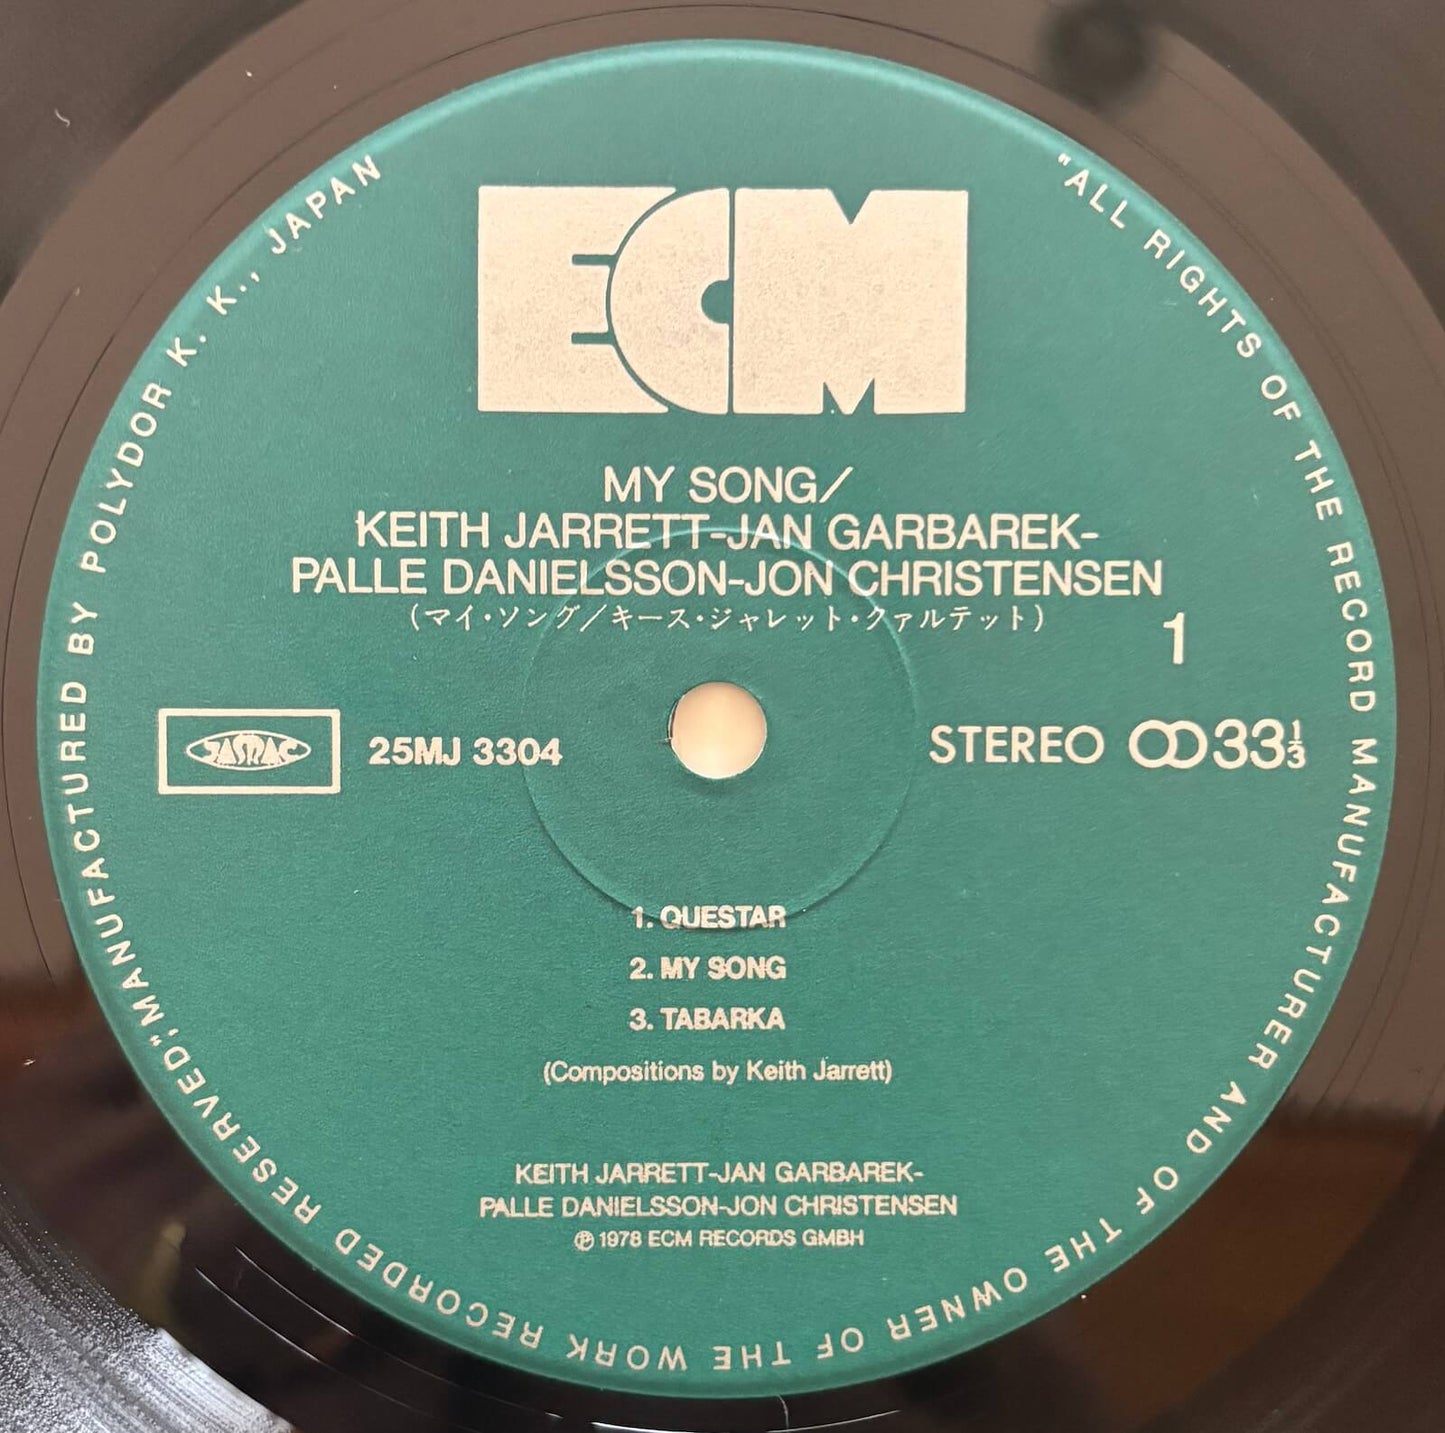 ECM
MY SONG/
KEITH JARRETT-JAN GARBAREK-
PALLE DANIELSSON-JON CHRISTENSEN
(マイ・ソング/キース・ジャレット・クァルテット)
1
JASRAC
25MJ 3304
STEREO 33 1/3
1. QUESTAR
2. MY SONG
3. TABARKA
(Compositions by Keith Jarrett)
KEITH JARRETT-JAN GARBAREK-
PALLE DANIELSSON-JON CHRISTENSEN
℗ 1978 ECM RECORDS GMBH
"ALL RIGHTS OF THE RECORD MANUFACTURER AND OF THE OWNER OF THE WORK RECORDED RESERVED," MANUFACTURED BY POLYDOR K. K., JAPAN